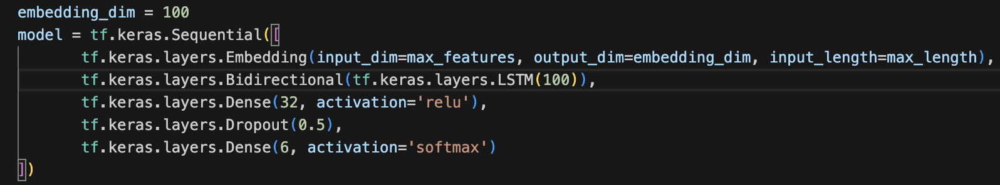 embedding_dim = 100
model = tf.keras.Sequential([
        tf.keras.layers.Embedding(input_dim=max_features, output_dim=embedding_dim, input_length=max_length),
        tf.keras.layers.Bidirectional(tf.keras.layers.LSTM(100)),
        tf.keras.layers.Dense(32, activation='relu'),
        tf.keras.layers.Dropout(0.5),
        tf.keras.layers.Dense(6, activation='softmax')
])